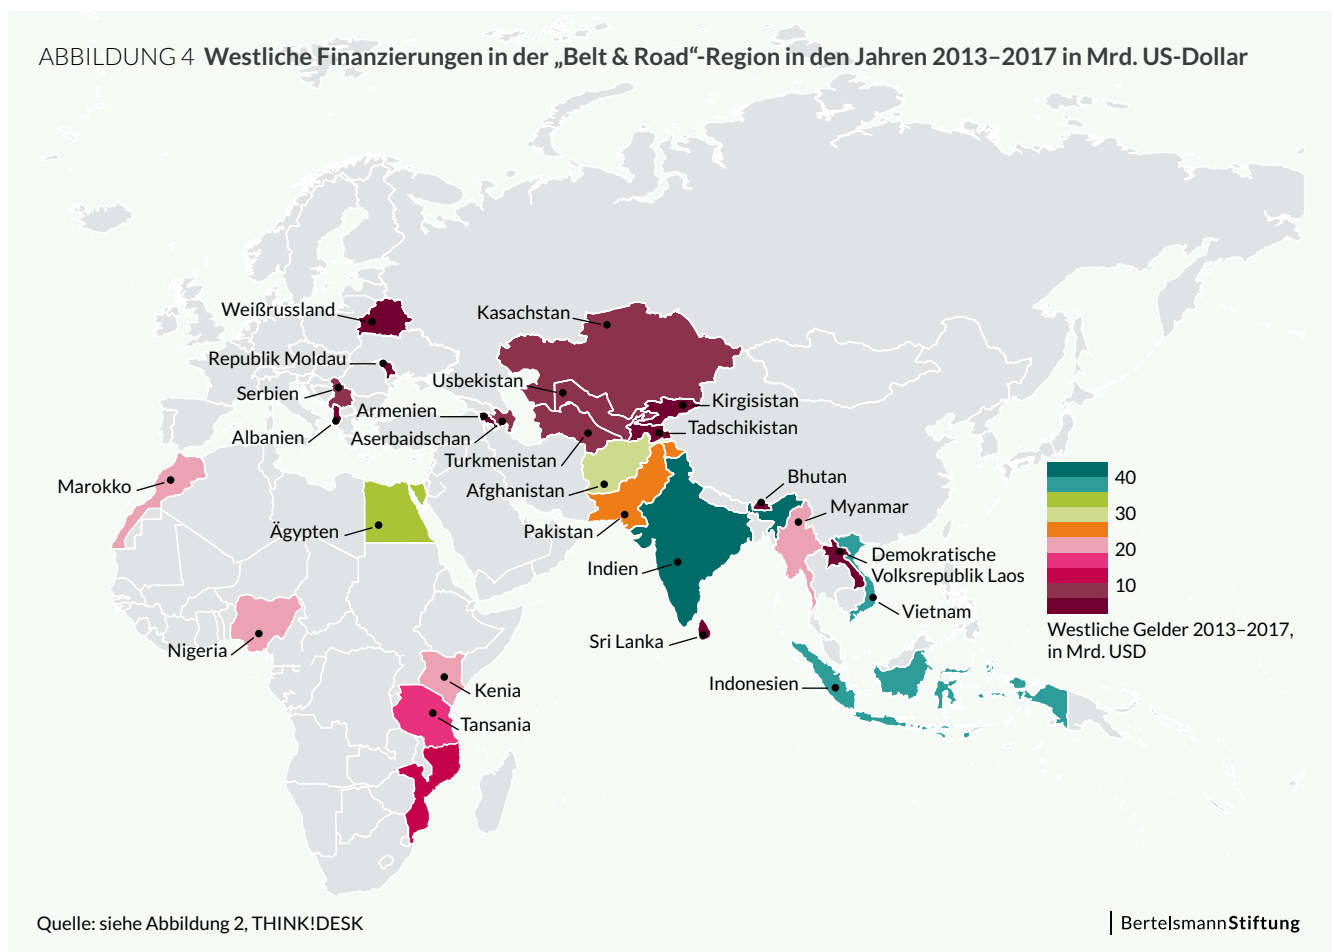 ABBILDUNG 4 Westliche Finanzierungen in der „Belt & Road“-Region in den Jahren 2013–2017 in Mrd. US-Dollar
Weißrussland
Kasachstan
Republik Moldau
Usbekistan
Serbien
Kirgisistan
Armenien
Tadschikistan
Albanien
Aserbaidschan
Turkmenistan
Marokko
Afghanistan
Bhutan
Myanmar
Ägypten
Pakistan
Demokratische
Volksrepublik Laos
Indien
Vietnam
Nigeria
Sri Lanka
Indonesien
Kenia
Tansania
40
30
20
10
Westliche Gelder 2013–2017,
in Mrd. USD
Quelle: siehe Abbildung 2, THINK!DESK
BertelsmannStiftung